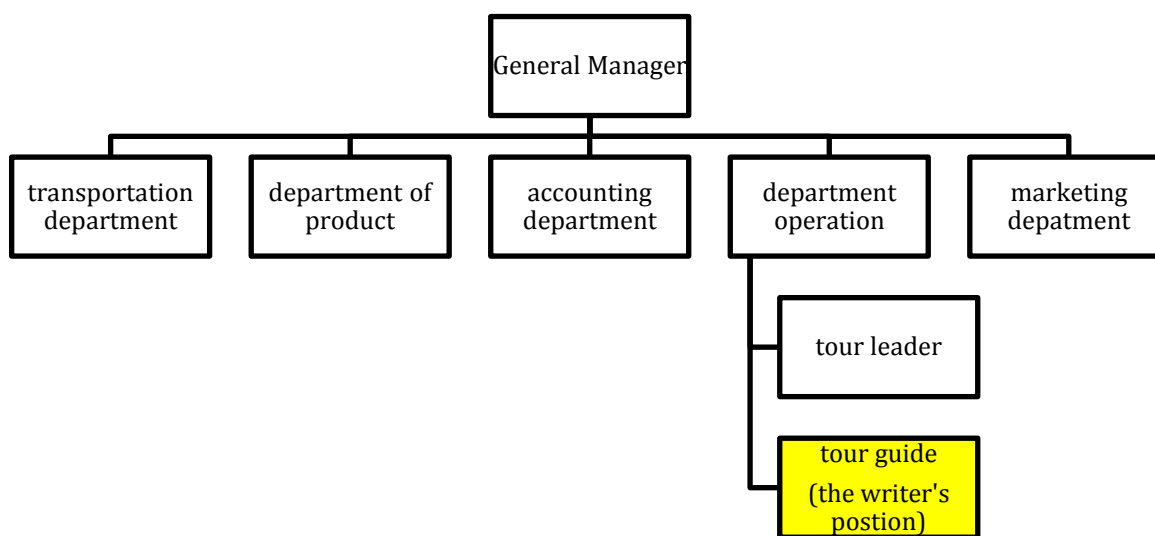 General Manager
transportation
department
department of
product
accounting
department
department
operation
marketing
depatment
tour leader
tour guide
(the writer's
postion)